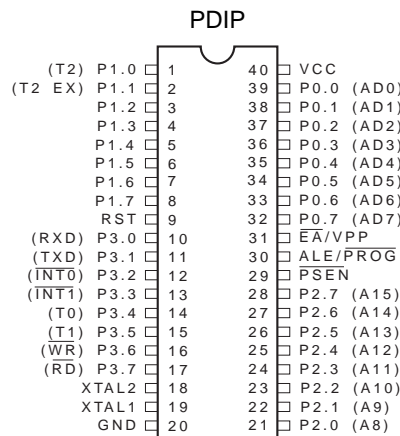 PDIP
(T2) P1.0 1 40 VCC
(T2 EX) P1.1 2 39 P0.0 (AD0)
P1.2 3 38 P0.1 (AD1)
P1.3 4 37 P0.2 (AD2)
P1.4 5 36 P0.3 (AD3)
P1.5 6 35 P0.4 (AD4)
P1.6 7 34 P0.5 (AD5)
P1.7 8 33 P0.6 (AD6)
RST 9 32 P0.7 (AD7)
(RXD) P3.0 10 31 E̅A̅/VPP
(TXD) P3.1 11 30 ALE/P̅R̅O̅G̅
(I̅N̅T̅0̅) P3.2 12 29 P̅S̅E̅N̅
(I̅N̅T̅1̅) P3.3 13 28 P2.7 (A15)
(T0) P3.4 14 27 P2.6 (A14)
(T1) P3.5 15 26 P2.5 (A13)
(W̅R̅) P3.6 16 25 P2.4 (A12)
(R̅D̅) P3.7 17 24 P2.3 (A11)
XTAL2 18 23 P2.2 (A10)
XTAL1 19 22 P2.1 (A9)
GND 20 21 P2.0 (A8)